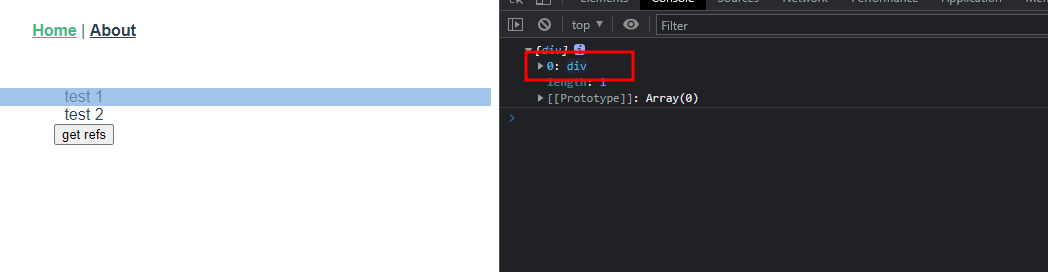 Home | About
test 1
test 2
get refs
Elements Console Sources Network Performance Application
top ▼ Filter
▼ [div] i
▶ 0: div
length: 1
▶ [[Prototype]]: Array(0)
>